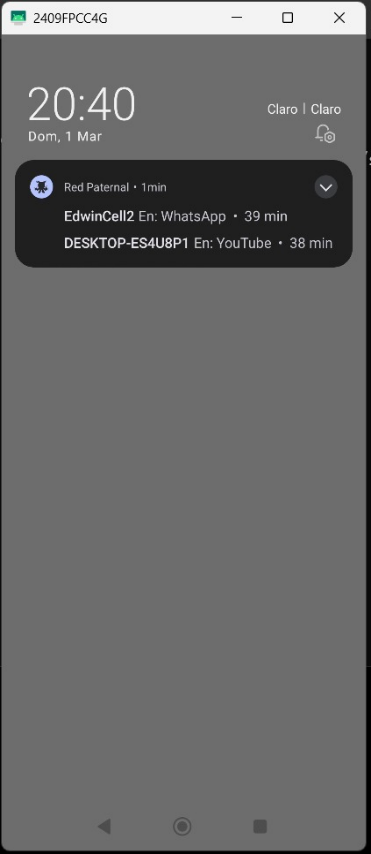 2409FPCC4G
20:40
Claro | Claro
Dom, 1 Mar
Red Paternal • 1min
EdwinCell2 En: WhatsApp • 39 min
DESKTOP-ES4U8P1 En: YouTube • 38 min